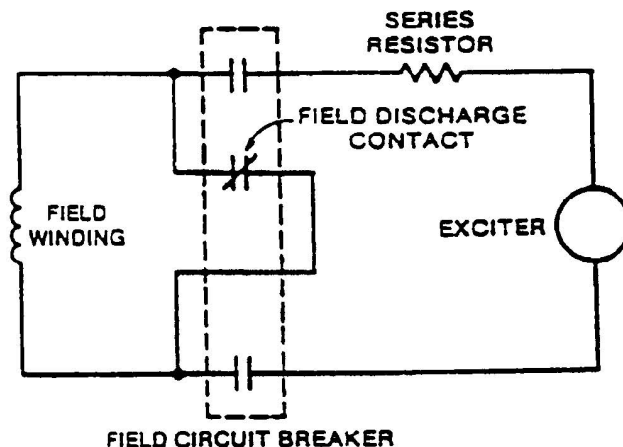 SERIES
RESISTOR
FIELD DISCHARGE
CONTACT
FIELD
WINDING
EXCITER
FIELD CIRCUIT BREAKER